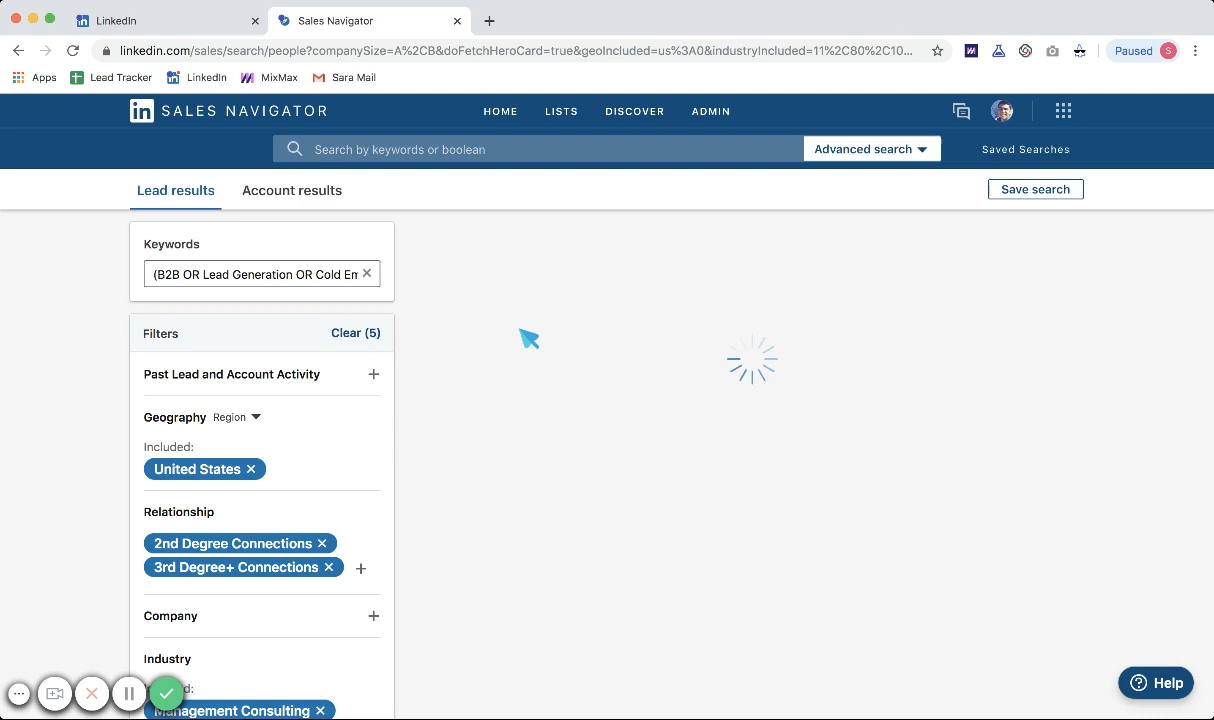 LinkedIn
Sales Navigator
linkedin.com/sales/search/people?companySize=A%2CB&doFetchHeroCard=true&geoIncluded=us%3A0&industryIncluded=11%2C80%2C10...
Paused S
Apps Lead Tracker LinkedIn MixMax Sara Mail
in SALES NAVIGATOR HOME LISTS DISCOVER ADMIN
Search by keywords or boolean Advanced search Saved Searches
Lead results Account results Save search
Keywords
(B2B OR Lead Generation OR Cold Em
Filters Clear (5)
Past Lead and Account Activity
Geography Region
Included:
United States
Relationship
2nd Degree Connections
3rd Degree+ Connections
Company
Industry
Management Consulting
Help